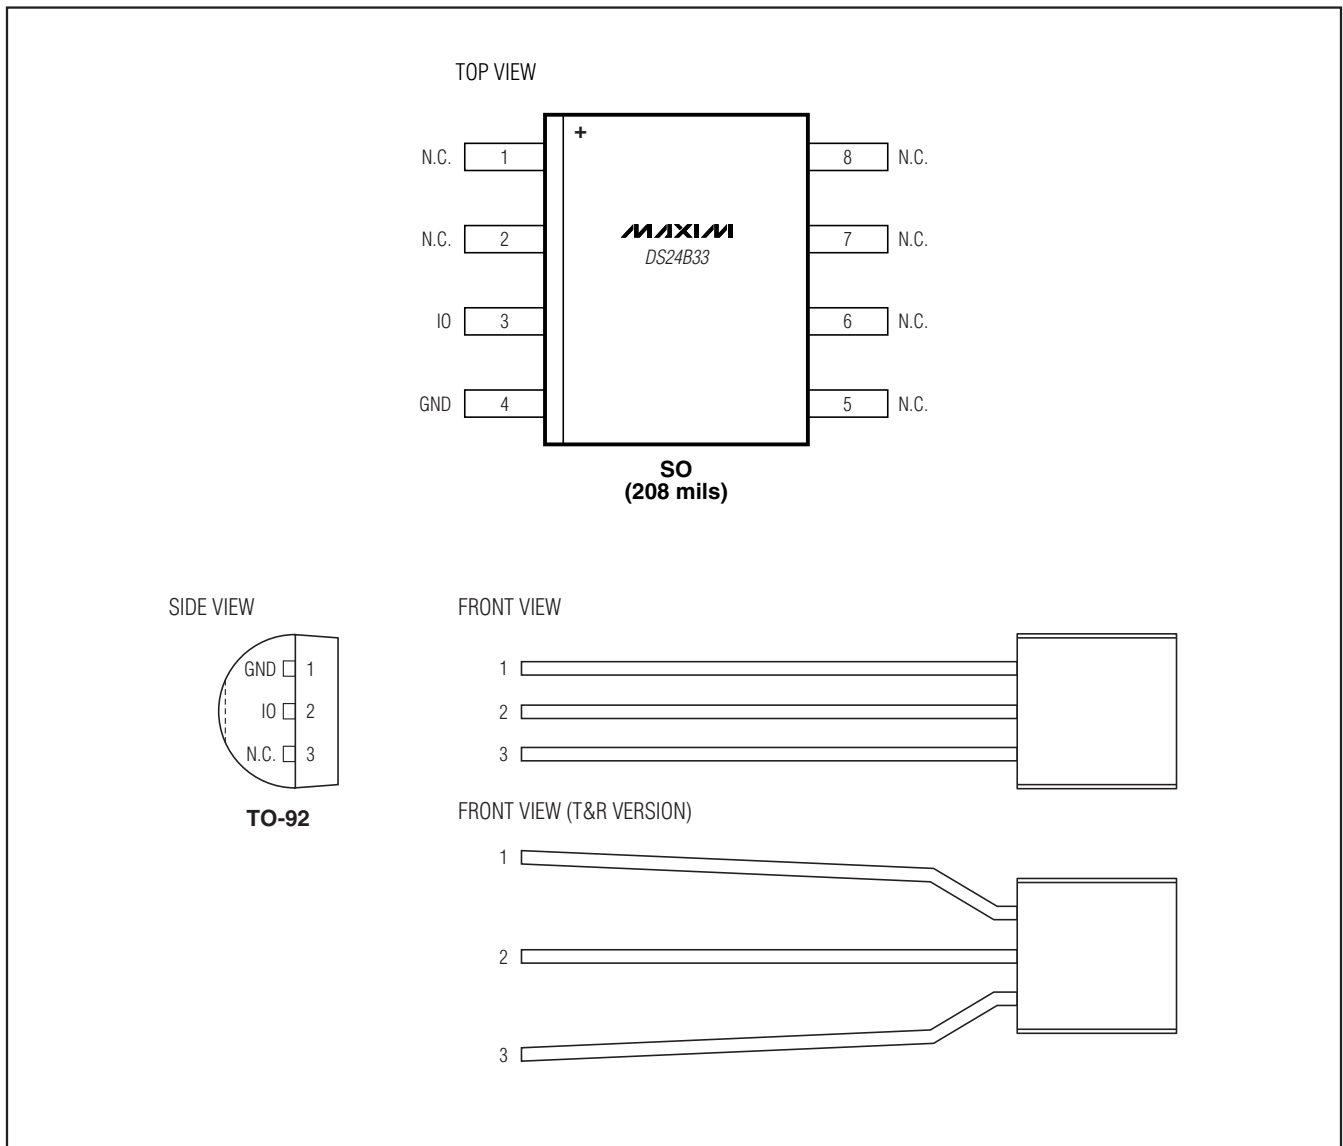 TOP VIEW
+
N.C. 1
8 N.C.
MAXIM
N.C. 2
7 N.C.
DS24B33
IO 3
6 N.C.
GND 4
5 N.C.
SO
(208 mils)
SIDE VIEW
GND 1
IO 2
N.C. 3
TO-92
FRONT VIEW
1
2
3
FRONT VIEW (T&R VERSION)
1
2
3